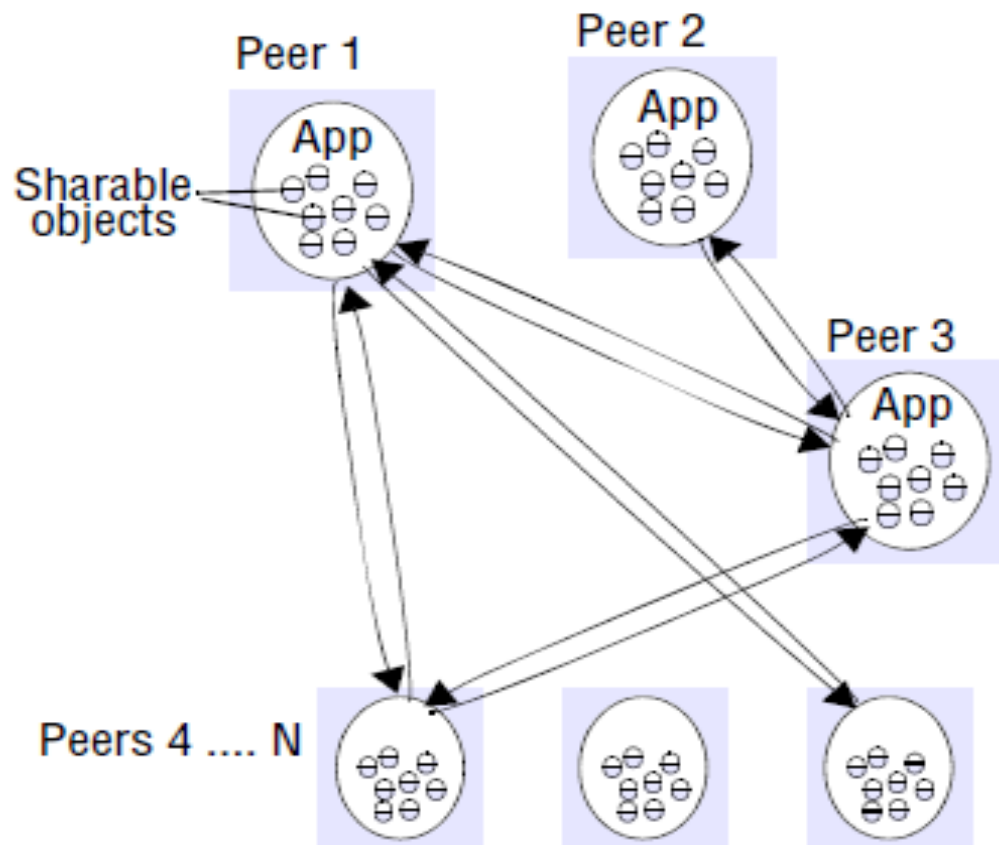 Peer 1
Peer 2
App
App
Sharable
objects
Peer 3
App
Peers 4 .... N